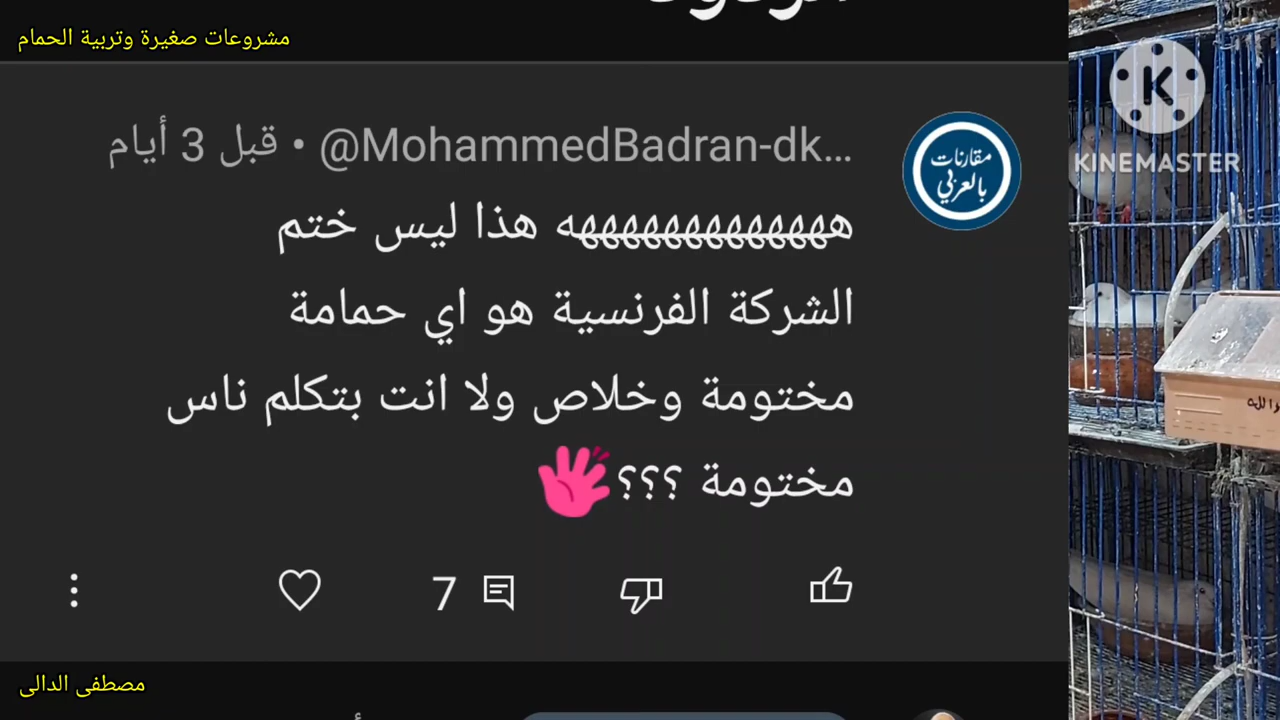 مشروعات صغيرة وتربية الحمام
@MohammedBadran-dk... • قبل 3 أيام
مقارنات
بالعربي
ههههههههههههههه هذا ليس ختم
الشركة الفرنسية هو اي حمامة
مختومة وخلاص ولا انت بتكلم ناس
مختومة ؟؟؟
7
K
KINEMASTER
مصطفى الدالى